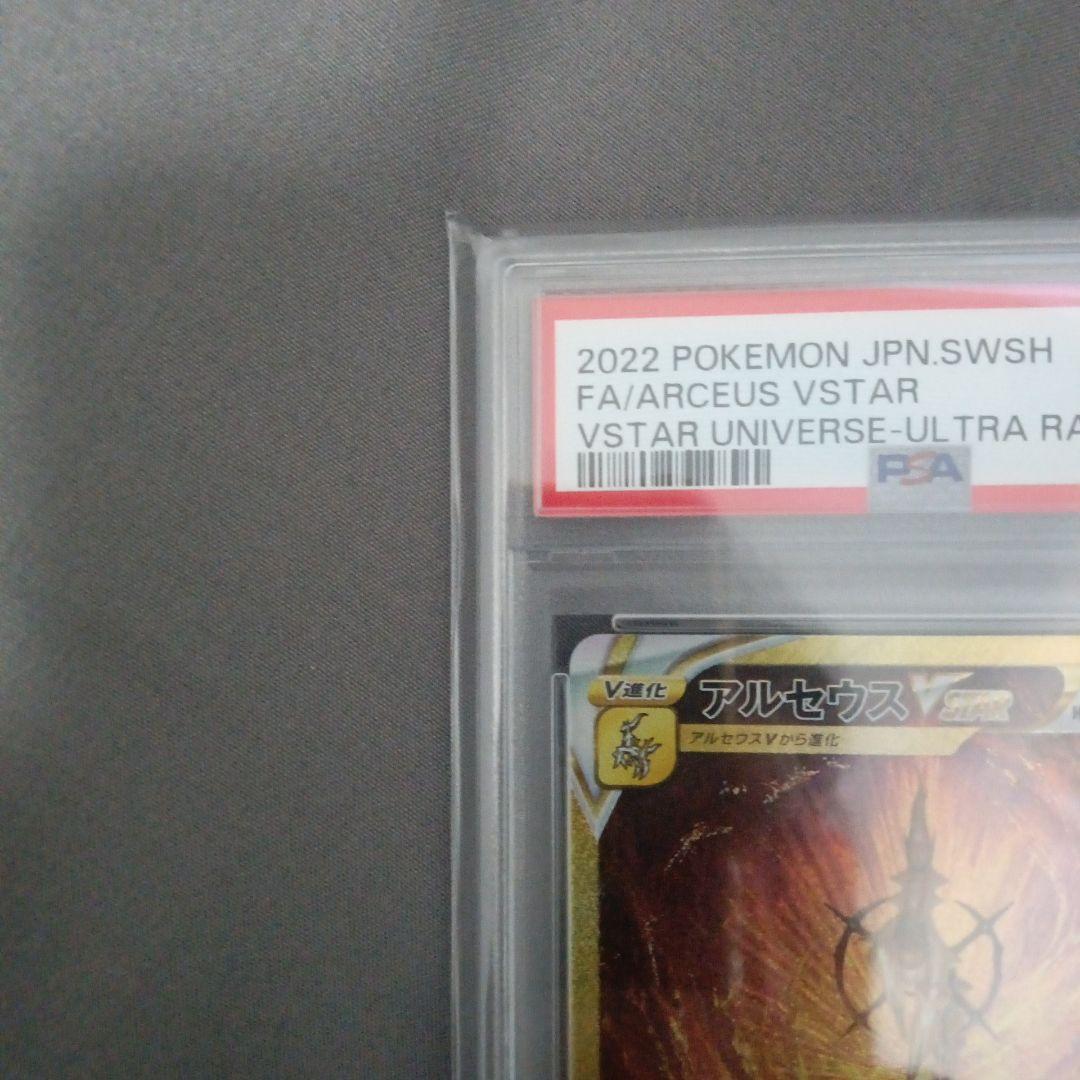 2022 POKEMON JPN.SWSH
FA/ARCEUS VSTAR
VSTAR UNIVERSE-ULTRA RA
PSA
V進化
アルセウス VSTAR
アルセウスVから進化